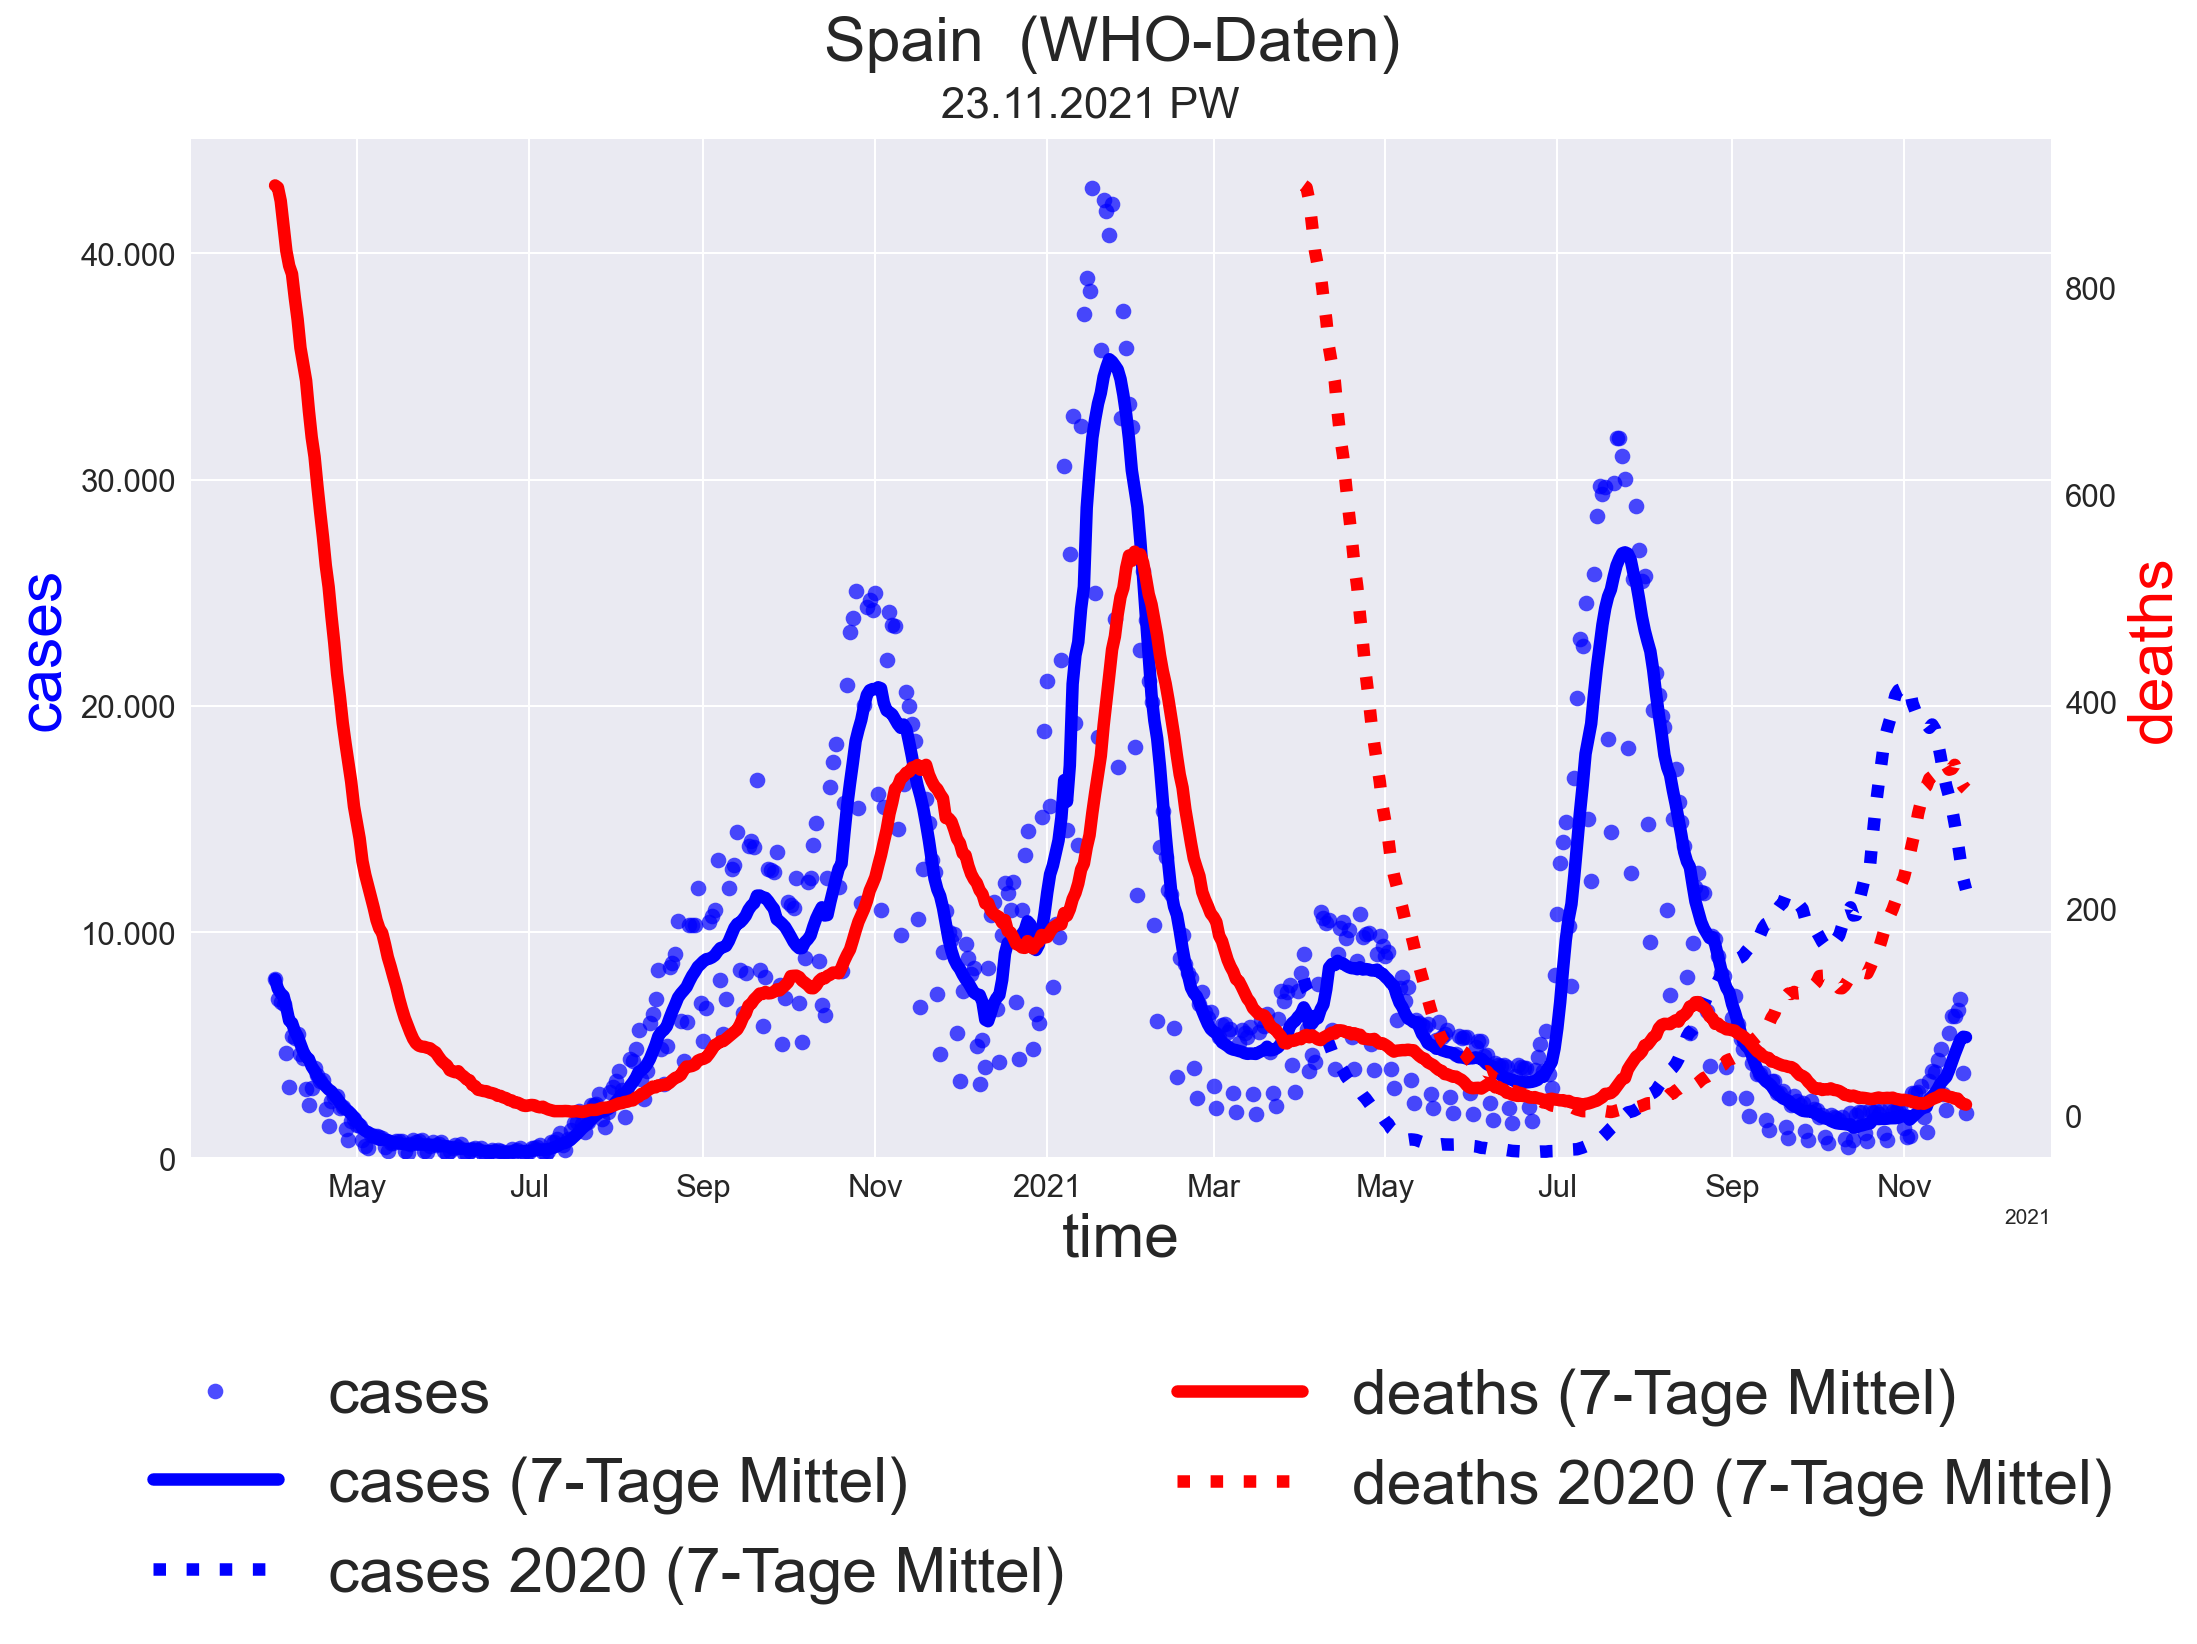 Spain  (WHO-Daten)
23.11.2021 PW
cases
40.000
30.000
20.000
10.000
0
800
600
400
200
0
deaths
May
Jul
Sep
Nov
2021
Mar
May
Jul
Sep
Nov
2021
time
cases
cases (7-Tage Mittel)
cases 2020 (7-Tage Mittel)
deaths (7-Tage Mittel)
deaths 2020 (7-Tage Mittel)